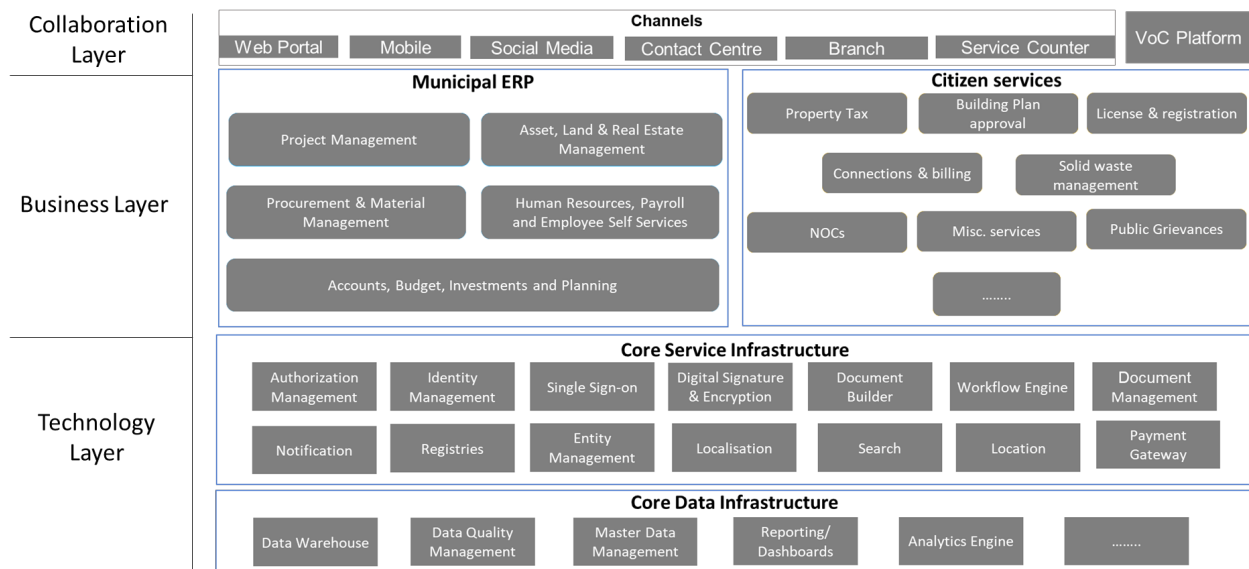 Collaboration
Layer
Channels
Web Portal
Mobile
Social Media
Contact Centre
Branch
Service Counter
VoC Platform
Business Layer
Municipal ERP
Project Management
Asset, Land & Real Estate
Management
Procurement & Material
Management
Human Resources, Payroll
and Employee Self Services
Accounts, Budget, Investments and Planning
Citizen services
Property Tax
Building Plan
approval
License & registration
Connections & billing
Solid waste
management
NOCs
Misc. services
Public Grievances
........
Technology
Layer
Core Service Infrastructure
Authorization
Management
Identity
Management
Single Sign-on
Digital Signature
& Encryption
Document
Builder
Workflow Engine
Document
Management
Notification
Registries
Entity
Management
Localisation
Search
Location
Payment
Gateway
Core Data Infrastructure
Data Warehouse
Data Quality
Management
Master Data
Management
Reporting/
Dashboards
Analytics Engine
........